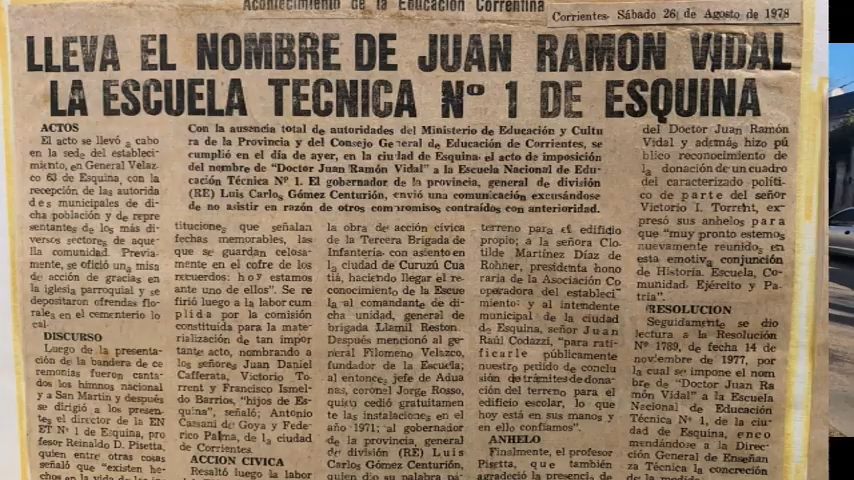 Acontecimiento de la Educación Correntina
Corrientes, Sábado 26 de Agosto de 1978
LLEVA EL NOMBRE DE JUAN RAMON VIDAL
LA ESCUELA TECNICA Nº 1 DE ESQUINA
ACTOS
El acto se llevó a cabo
en la sede del estableci-
miento, en General Velaz-
co 63 de Esquina, con la
recepción de las autorida
des municipales de di-
cha población y de repre
sentantes de los más di-
versos sectores de aque-
lla comunidad. Previa-
mente, se ofició una misa
de acción de gracias en
la iglesia parroquial y se
depositaron ofrendas flo-
rales en el cementerio lo
cal.
DISCURSO
Luego de la presenta-
ción de la bandera de ce
remonias fueron canta-
dos los himnos nacional
y a San Martín y después
se dirigió a los presen-
tes el director de la EN
ET Nº 1 de Esquina, pro
fesor Reinaldo D. Pisetta,
quien entre otras cosas
señaló que "existen he-
chos en la vida de las in
Con la ausencia total de autoridades del Ministerio de Educación y Cultu
ra de la Provincia y del Consejo General de Educación de Corrientes, se
cumplió en el día de ayer, en la ciudad de Esquina, el acto de imposición
del nombre de "Doctor Juan Ramón Vidal" a la Escuela Nacional de Edu-
cación Técnica Nº 1. El gobernador de la provincia, general de división
(RE) Luis Carlos Gómez Centurión, envió una comunicación excusándose
de no asistir en razón de otros compromisos contraídos con anterioridad.
tituciones que señalan
fechas memorables, las
que se guardan celosa-
mente en el cofre de los
recuerdos: hoy estamos
ante uno de ellos". Se re
firió luego a la labor cum
plida por la comisión
constituida para la mate-
rialización de tan impor
tante acto, nombrando a
los señores Juan Daniel
Cafferata, Victorio To-
rrent y Francisco Ismel-
do Barrios, "hijos de Es-
quina", señaló; Antonio
Cassani de Goya y Fede-
rico Palma, de la ciudad
de Corrientes.
ACCION CIVICA
Resaltó luego la labor
la obra de acción cívica
de la Tercera Brigada de
Infantería con asiento en
la ciudad de Curuzú Cua
tiá, haciendo llegar el re-
conocimiento de la Escue
la al comandante de di-
cha unidad, general de
brigada Llamil Reston.
Después mencionó al ge-
neral Filomeno Velazco,
fundador de la Escuela;
al entonces jefe de Adua
nas, coronel Jorge Rosso,
quien cedió gratuitamen
te las instalaciones en el
año 1971; al gobernador
de la provincia, general
de división (RE) Luis
Carlos Gómez Centurión,
quien dio su palabra pa-
terreno para el edificio
propio; a la señora Clo-
tilde Martínez Díaz de
Rohner, presidenta hono
raria de la Asociación Co
operadora del estableci-
miento; y al intendente
municipal de la ciudad
de Esquina, señor Juan
Raúl Codazzi, "para rati-
ficarle públicamente
nuestro pedido de conclu
sión de trámites de dona-
ción del terreno para el
edificio escolar, lo que
hoy está en sus manos y
en ello confiamos".
ANHELO
Finalmente, el profesor
Pisetta, que también
agradeció la presencia de
del Doctor Juan Ramón
Vidal y además hizo pú
blico reconocimiento de
la donación de un cuadro
del caracterizado políti-
co de parte del señor
Victorio L. Torrent, ex-
presó sus anhelos para
que "muy pronto estemos
nuevamente reunidos en
esta emotiva conjunción
de Historia, Escuela, Co-
munidad, Ejército y Pa-
tria".
RESOLUCION
Seguidamente se dio
lectura a la Resolución
Nº 1789, de fecha 14 de
noviembre de 1977, por
la cual se impone el nom
bre de "Doctor Juan Ra
món Vidal" a la Escuela
Nacional de Educación
Técnica Nº 1, de la ciu-
dad de Esquina, enco
mendándose a la Direc-
ción General de Enseñan
za Técnica la concreción
de la medida